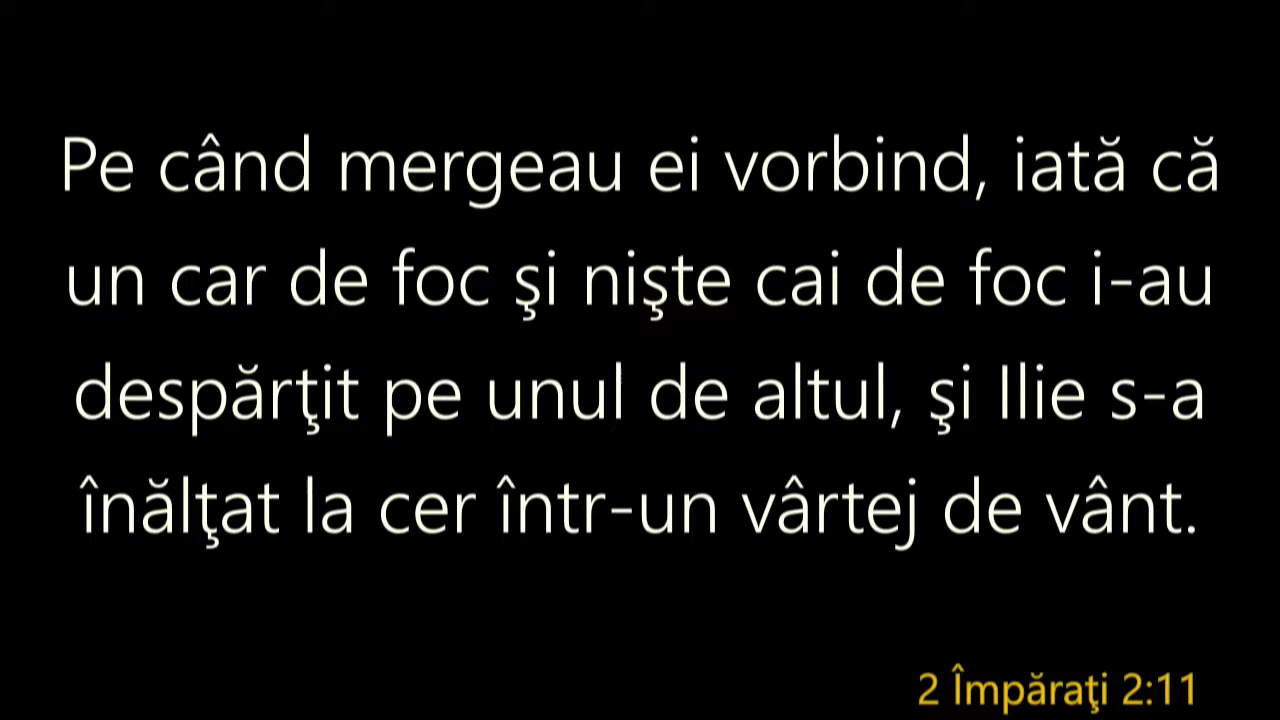 Pe când mergeau ei vorbind, iată că
un car de foc şi nişte cai de foc i-au
despărţit pe unul de altul, şi Ilie s-a
înălţat la cer într-un vârtej de vânt.
2 Împăraţi 2:11